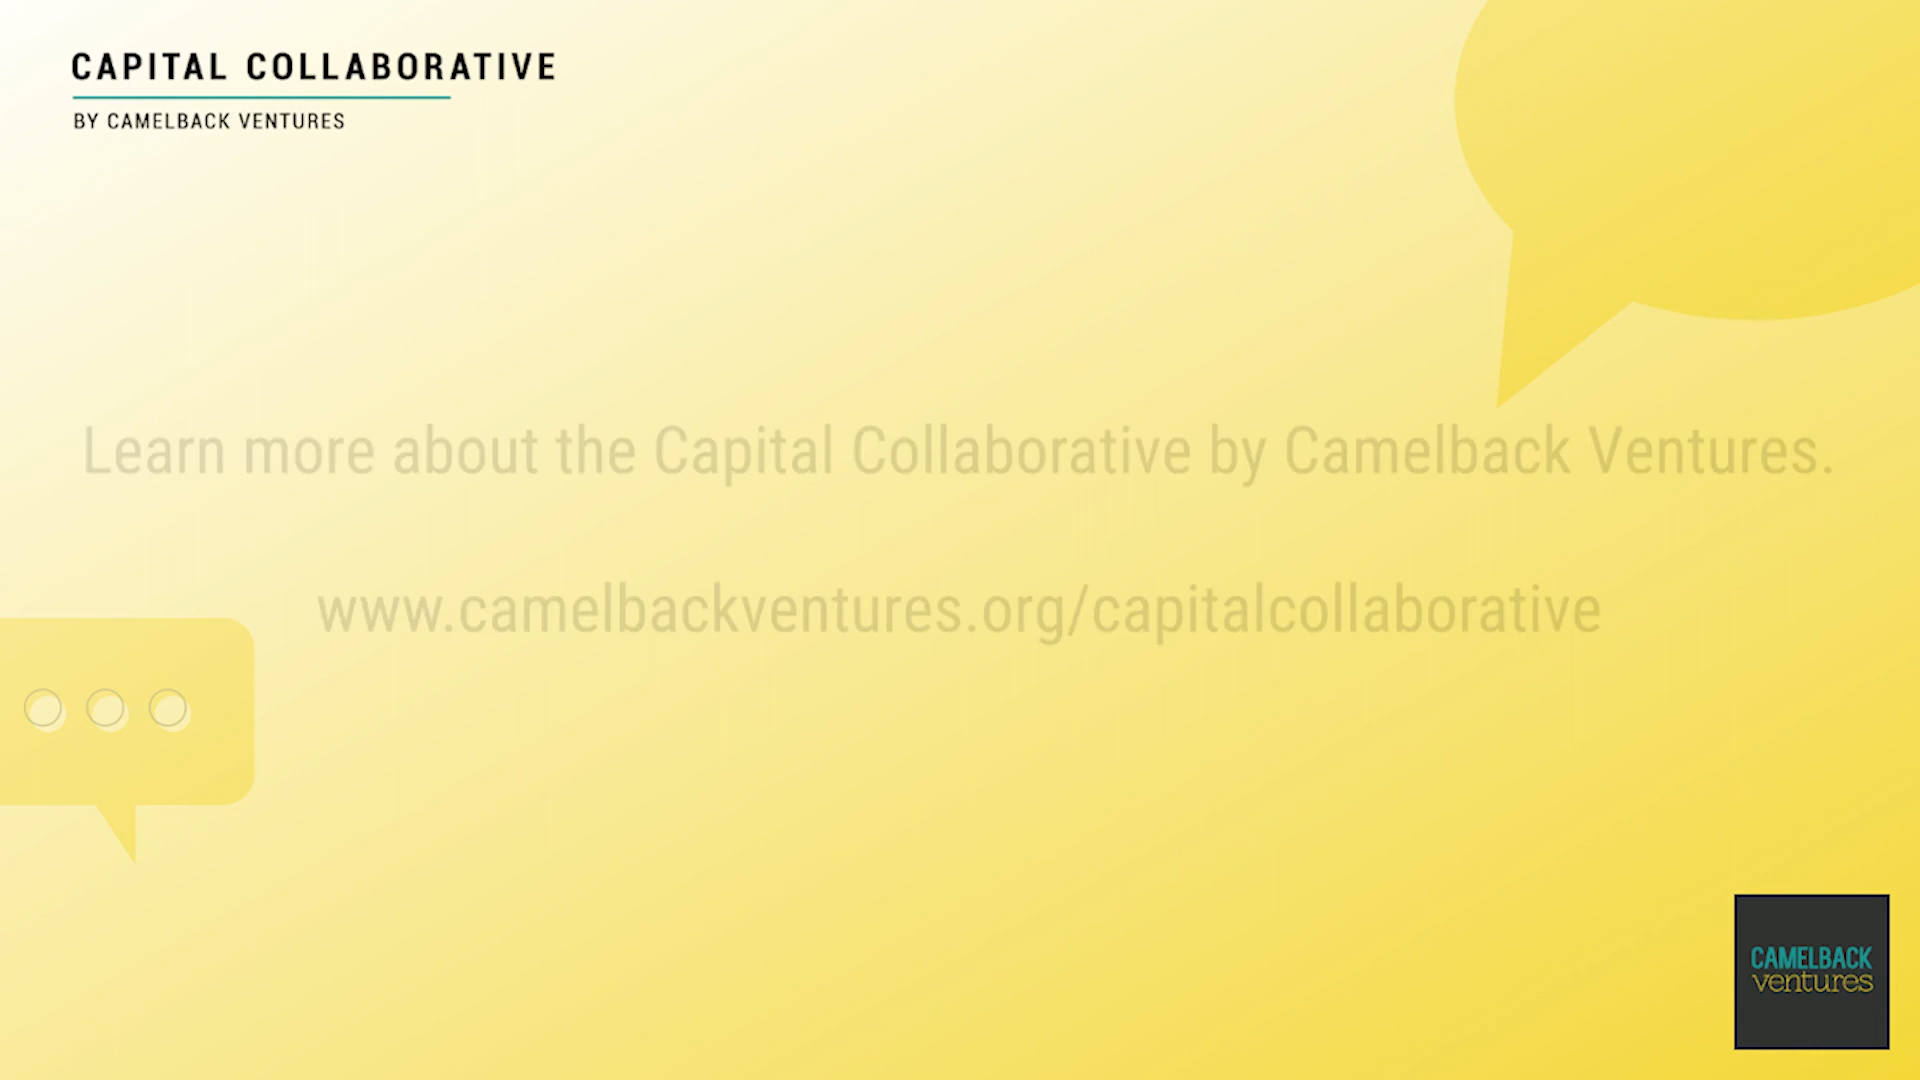 CAPITAL COLLABORATIVE
BY CAMELBACK VENTURES
Learn more about the Capital Collaborative by Camelback Ventures.
www.camelbackventures.org/capitalcollaborative
CAMELBACK
ventures